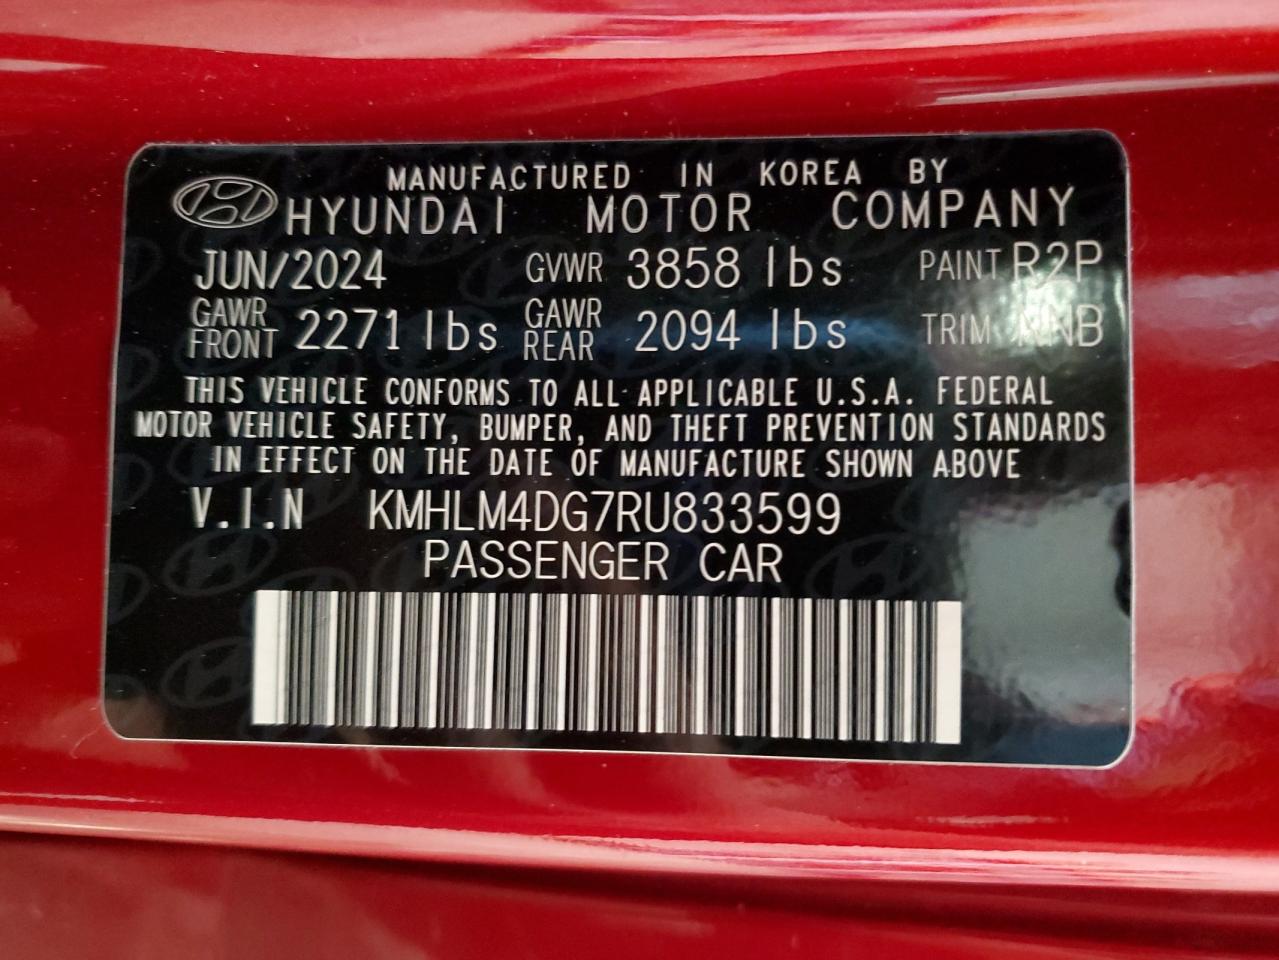 MANUFACTURED IN KOREA BY
HYUNDAI MOTOR COMPANY
JUN/2024 GVWR 3858 lbs PAINT R2P
GAWR FRONT 2271 lbs GAWR REAR 2094 lbs TRIM NNB
THIS VEHICLE CONFORMS TO ALL APPLICABLE U.S.A. FEDERAL
MOTOR VEHICLE SAFETY, BUMPER, AND THEFT PREVENTION STANDARDS
IN EFFECT ON THE DATE OF MANUFACTURE SHOWN ABOVE
V.I.N KMHLM4DG7RU833599
PASSENGER CAR